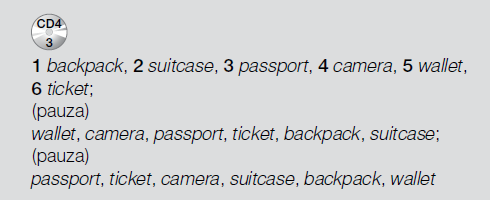 CD4
3
1 backpack, 2 suitcase, 3 passport, 4 camera, 5 wallet,
6 ticket;
(pauza)
wallet, camera, passport, ticket, backpack, suitcase;
(pauza)
passport, ticket, camera, suitcase, backpack, wallet